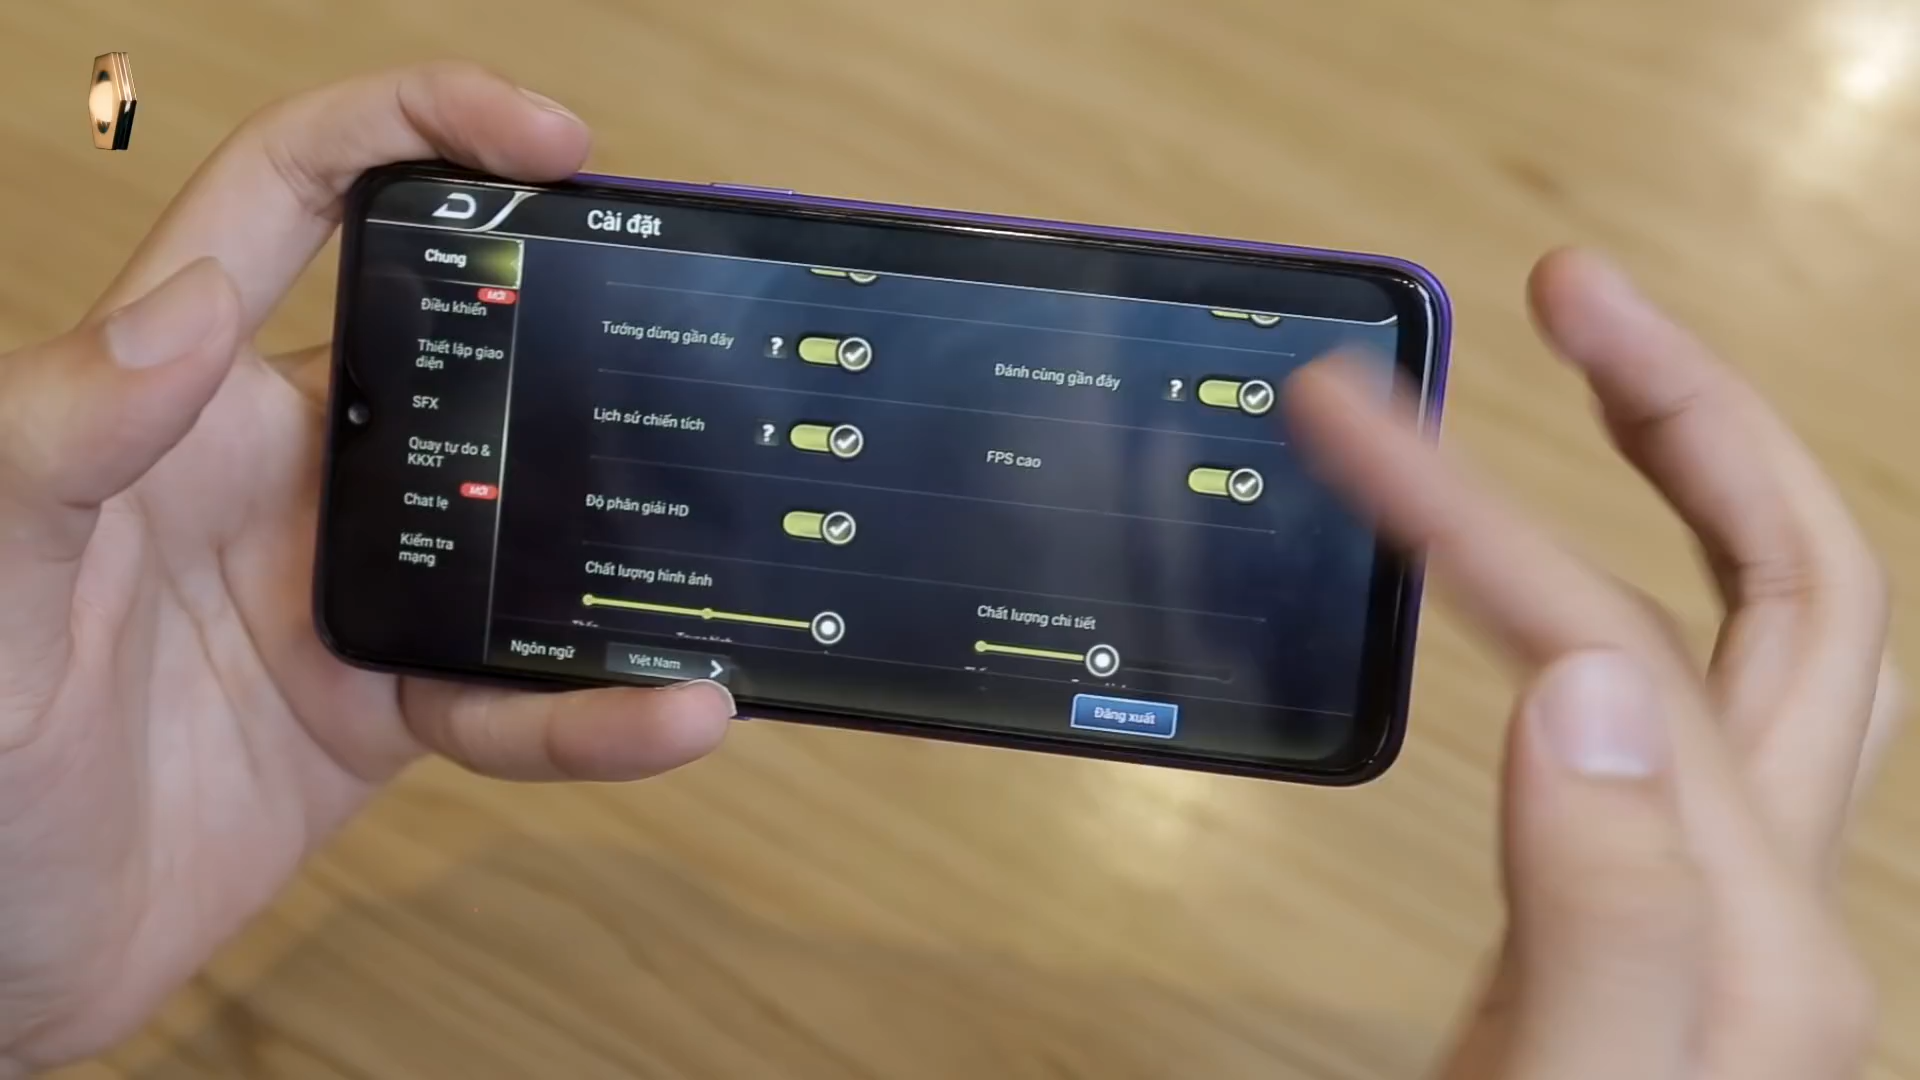 Cài đặt
Chung
Điều khiển
MỚI
Thiết lập giao
diện
SFX
Quay tự do &
KKXT
Chat lẹ
MỚI
Kiểm tra
mạng
Tướng dùng gần đây
?
Đánh cùng gần đây
?
Lịch sử chiến tích
?
FPS cao
Độ phân giải HD
Chất lượng hình ảnh
Chất lượng chi tiết
Ngôn ngữ
Việt Nam
Đăng xuất